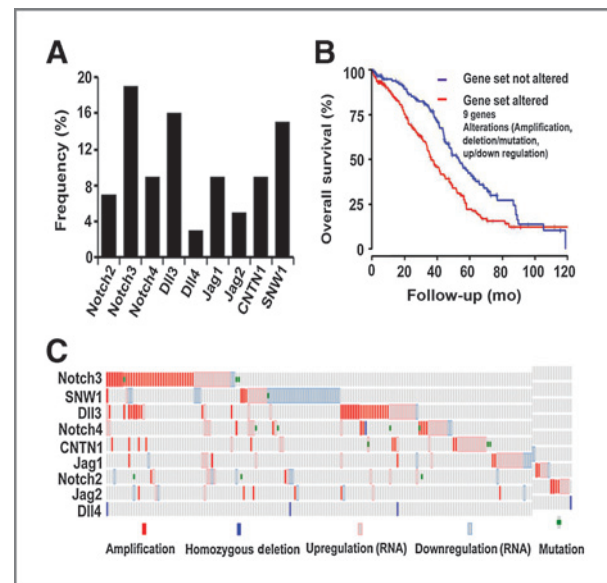 A
Frequency (%)
20
16
12
8
4
0
Notch2
Notch3
Notch4
Dll3
Dll4
Jag1
Jag2
CNTN1
SNW1
B
Overall survival (%)
100
75
50
25
0
0 20 40 60 80 100 120
Follow-up (mo)
Gene set not altered
Gene set altered
9 genes
Alterations (Amplification,
deletion/mutation,
up/down regulation)
C
Notch3
SNW1
Dll3
Notch4
CNTN1
Jag1
Notch2
Jag2
Dll4
Amplification Homozygous deletion Upregulation (RNA) Downregulation (RNA) Mutation